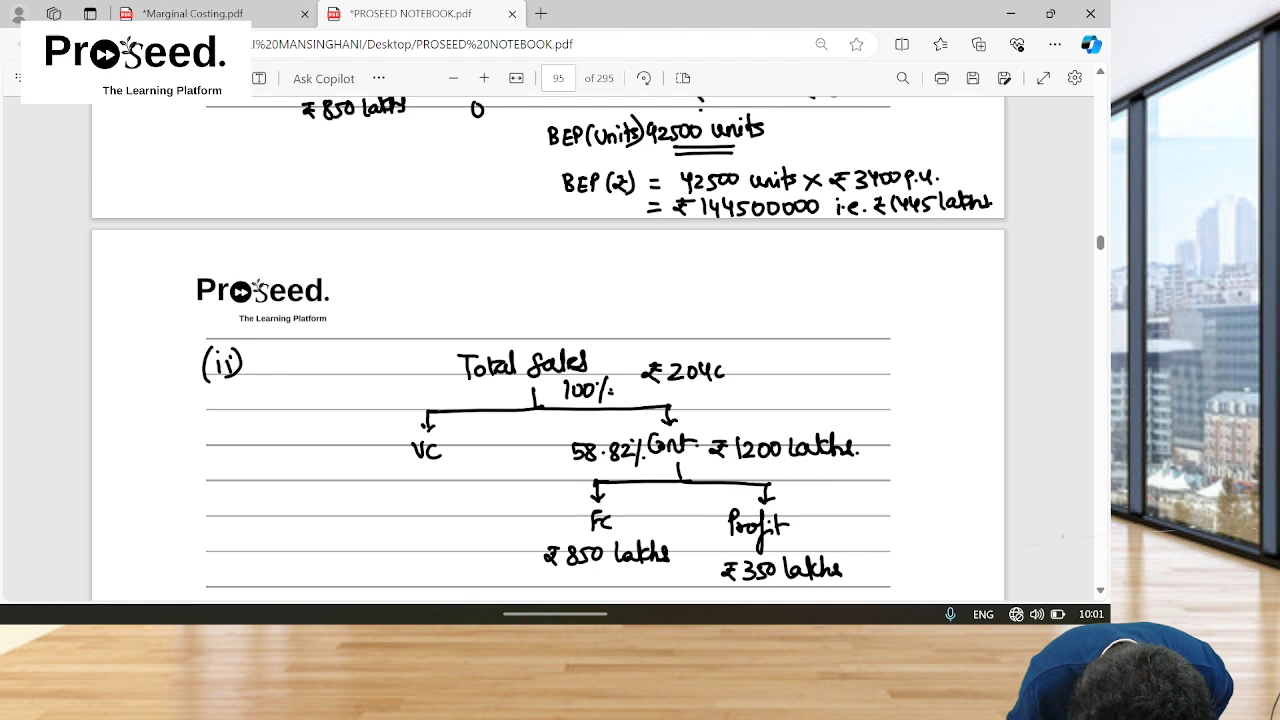 *Marginal Costing.pdf
*PROSEED NOTEBOOK.pdf
Proseed.
The Learning Platform
I%20MANSINGHANI/Desktop/PROSEED%20NOTEBOOK.pdf
Ask Copilot
95 of 295
₹ 850 lakhs 0
BEP(units) 42500 units
BEP (₹) = 42500 units × ₹ 3400 p.u.
= ₹ 144500000 i.e. ₹ 1445 lakhs
Proseed.
The Learning Platform
(ii)
Total Sales ₹ 2040
100%
VC 58.82% Cont. ₹ 1200 lakhs.
FC Profit
₹ 850 lakhs ₹ 350 lakhs
ENG 10:01